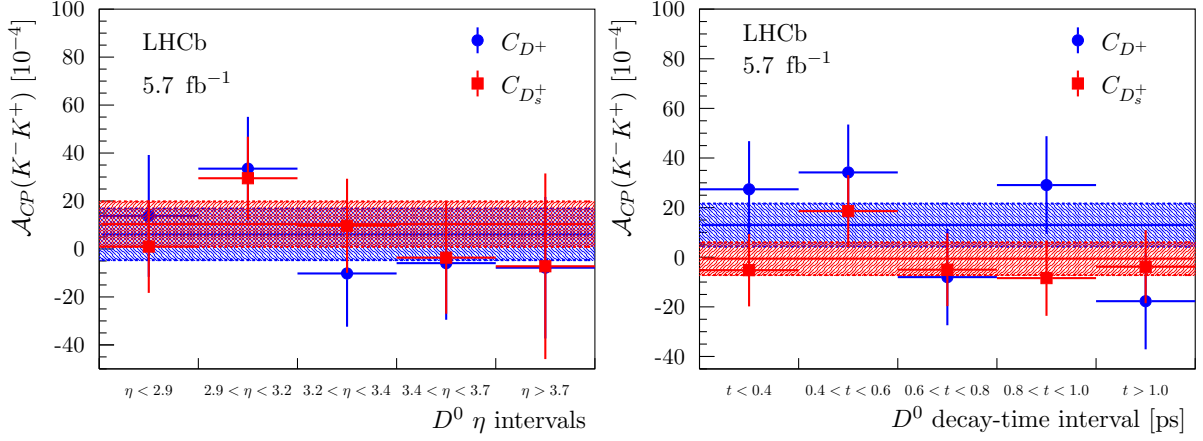 LHCb
5.7 fb⁻¹
C_{D⁺}
C_{D_s⁺}
A_{CP}(K⁻K⁺) [10⁻⁴]
100
80
60
40
20
0
-20
-40
η < 2.9 2.9 < η < 3.2 3.2 < η < 3.4 3.4 < η < 3.7 η > 3.7
D⁰ η intervals
LHCb
5.7 fb⁻¹
C_{D⁺}
C_{D_s⁺}
A_{CP}(K⁻K⁺) [10⁻⁴]
100
80
60
40
20
0
-20
-40
t < 0.4 0.4 < t < 0.6 0.6 < t < 0.8 0.8 < t < 1.0 t > 1.0
D⁰ decay-time interval [ps]